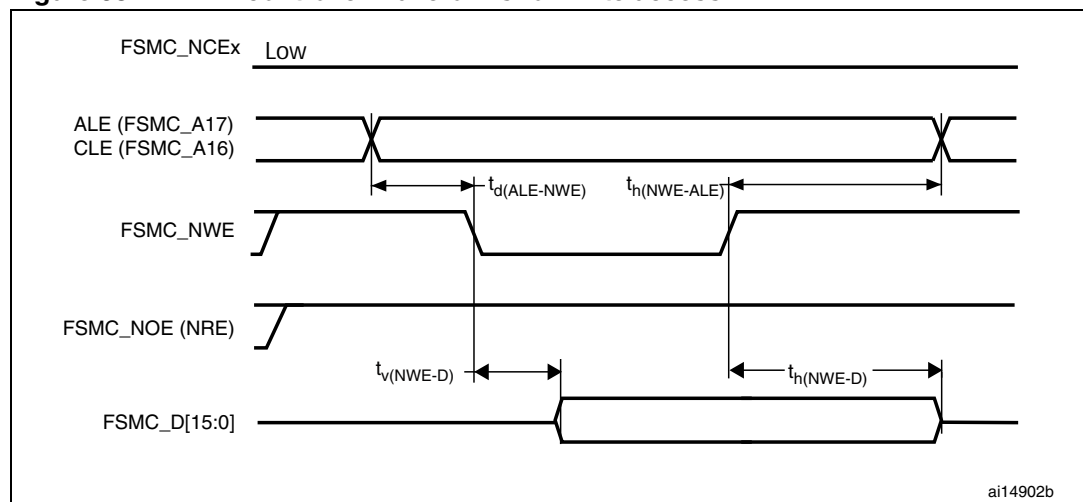 FSMC_NCEx
Low
ALE (FSMC_A17)
CLE (FSMC_A16)
td(ALE-NWE)
th(NWE-ALE)
FSMC_NWE
FSMC_NOE (NRE)
tv(NWE-D)
th(NWE-D)
FSMC_D[15:0]
ai14902b